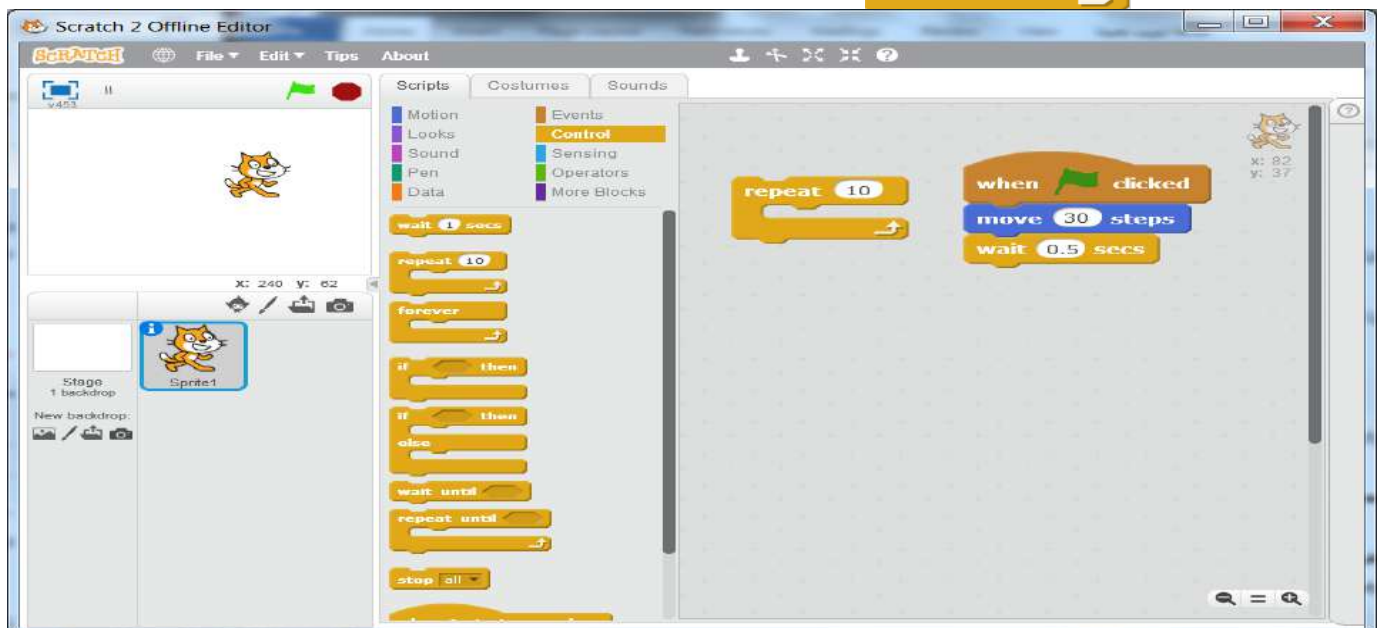 Scratch 2 Offline Editor
SCRATCH File Edit Tips About
v453
Scripts Costumes Sounds
Motion Events
Looks Control
Sound Sensing
Pen Operators
Data More Blocks
wait 1 secs
repeat 10
forever
if then
if then
else
wait until
repeat until
stop all
repeat 10
when clicked
move 30 steps
wait 0.5 secs
x: 82
y: 37
X: 240 y: 62
Sprite1
Stage
1 backdrop
New backdrop: